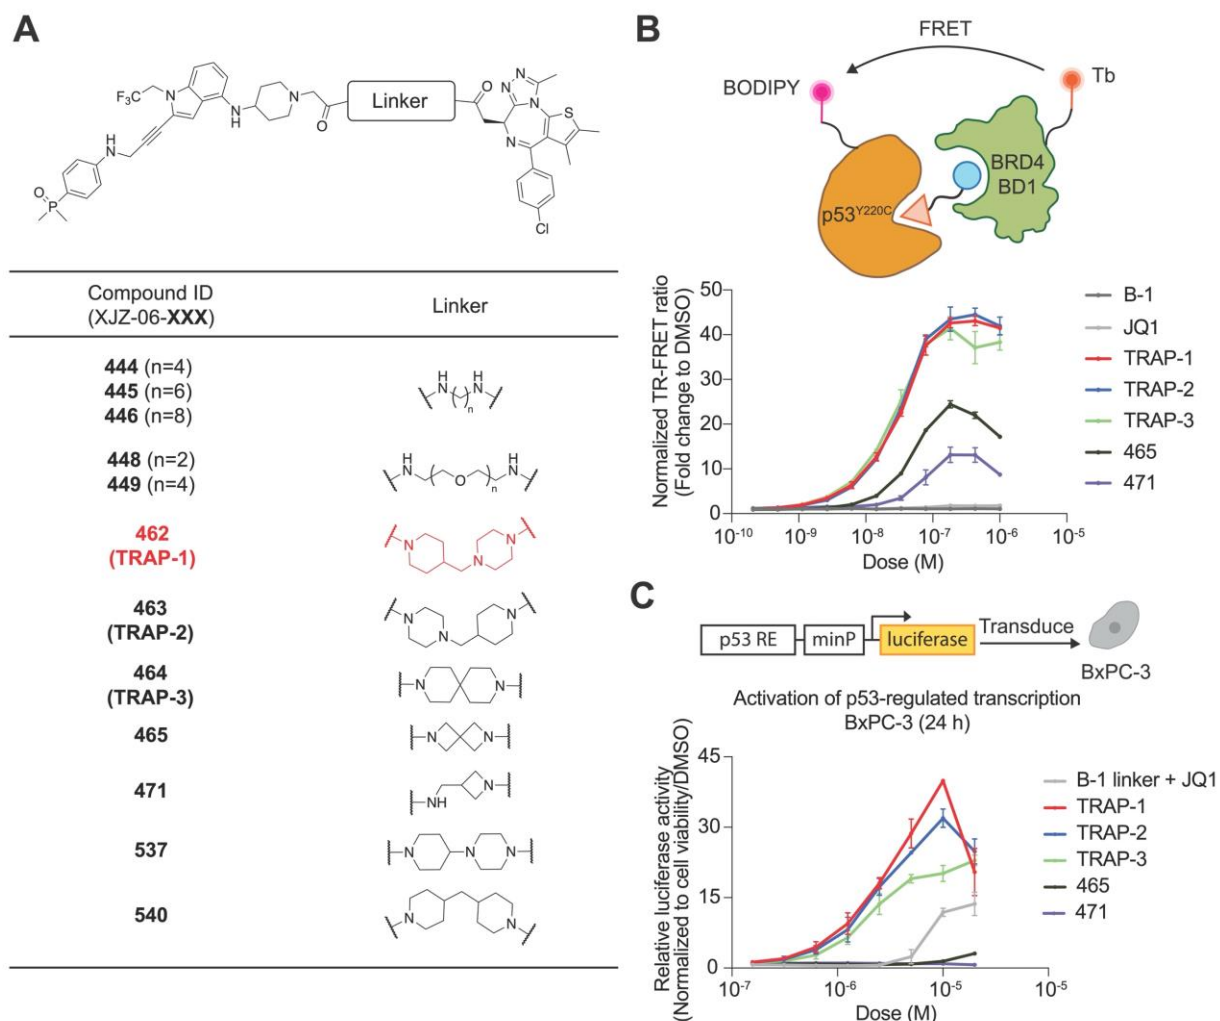 A
F₃C
N
N
H
N
O
Linker
O
N
N
N
N
S
N
Cl
H
N
O
P
Compound ID
(XJZ-06-XXX)
Linker
444 (n=4)
445 (n=6)
446 (n=8)
H
N
H
N
n
448 (n=2)
449 (n=4)
H
N
O
n
H
N
462
(TRAP-1)
N
N
N
463
(TRAP-2)
N
N
N
464
(TRAP-3)
N
N
465
N
N
471
NH
N
537
N
N
N
540
N
N
B
FRET
BODIPY
Tb
BRD4
BD1
p53Y220C
Normalized TR-FRET ratio
(Fold change to DMSO)
50
40
30
20
10
0
10-10
10-9
10-8
10-7
10-6
10-5
Dose (M)
B-1
JQ1
TRAP-1
TRAP-2
TRAP-3
465
471
C
p53 RE
minP
luciferase
Transduce
BxPC-3
Activation of p53-regulated transcription
BxPC-3 (24 h)
Relative luciferase activity
(Normalized to cell viability/DMSO)
45
30
15
0
10-7
10-6
10-5
10-5
Dose (M)
B-1 linker + JQ1
TRAP-1
TRAP-2
TRAP-3
465
471